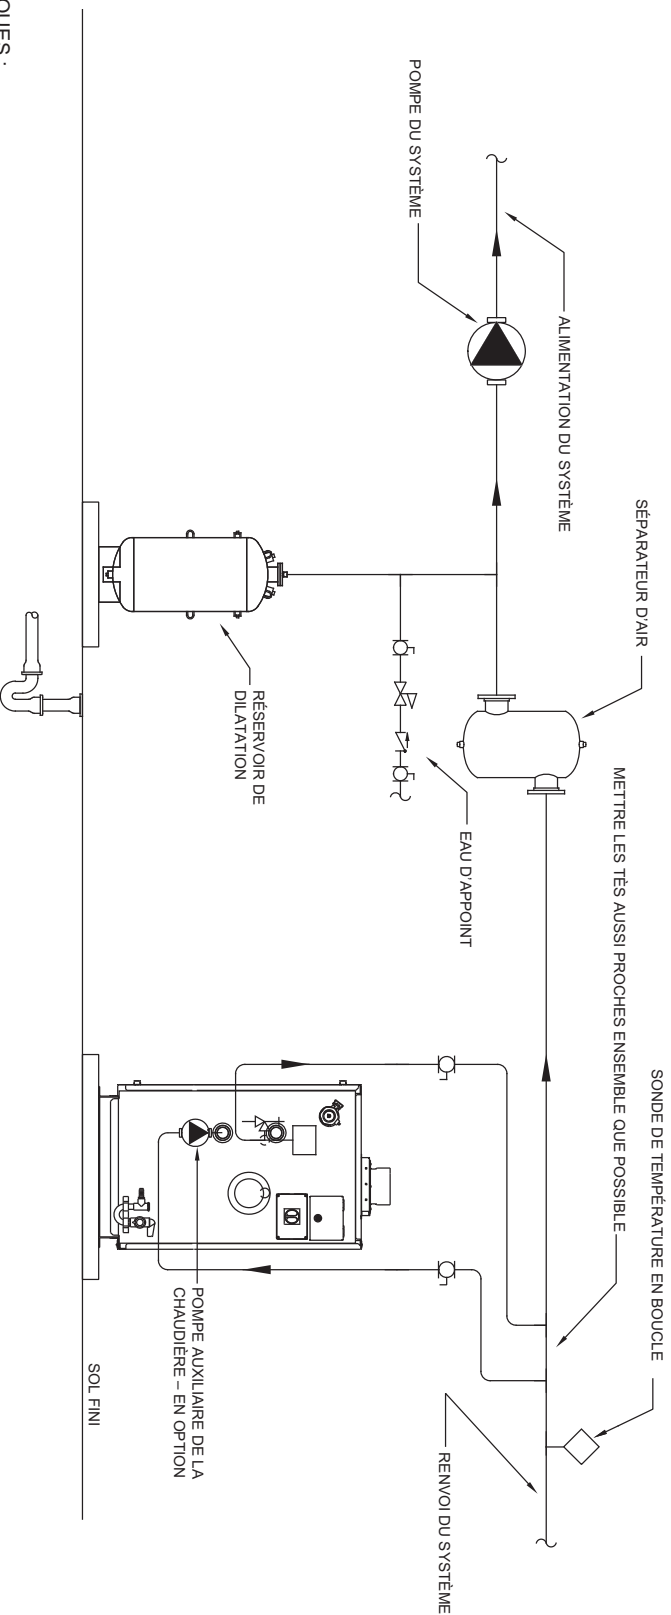 SONDE DE TEMPÉRATURE EN BOUCLE
SÉPARATEUR D'AIR
METTRE LES TÈS AUSSI PROCHES ENSEMBLE QUE POSSIBLE
ALIMENTATION DU SYSTÈME
EAU D'APPOINT
RENVOI DU SYSTÈME
POMPE DU SYSTÈME
RÉSERVOIR DE
DILATATION
POMPE AUXILIAIRE DE LA
CHAUDIÈRE – EN OPTION
SOL FINI